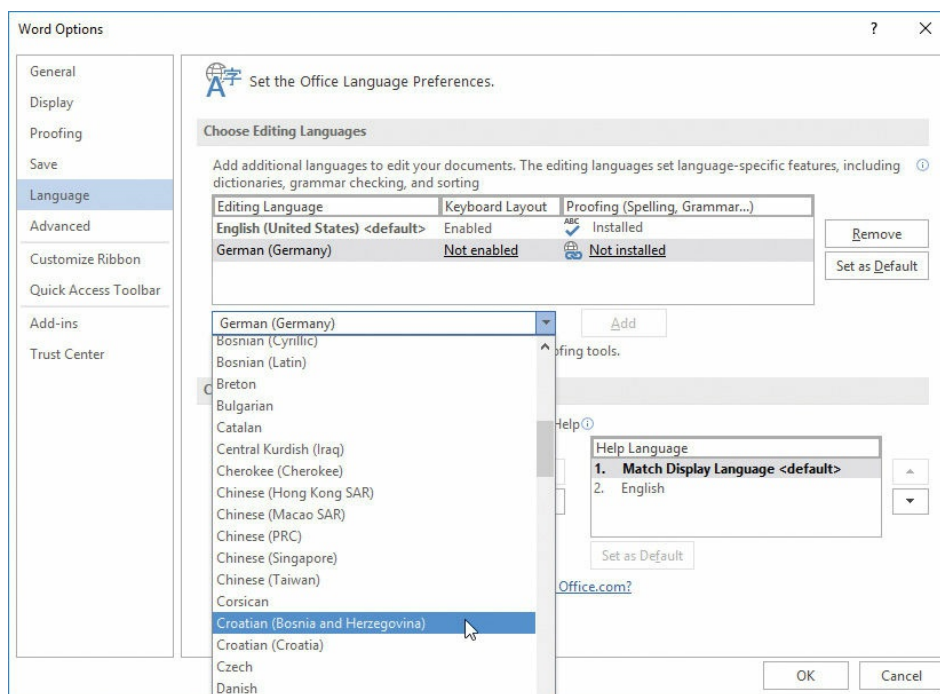 Word Options
?
General
Display
Proofing
Save
Language
Advanced
Customize Ribbon
Quick Access Toolbar
Add-ins
Trust Center
A字 Set the Office Language Preferences.
Choose Editing Languages
Add additional languages to edit your documents. The editing languages set language-specific features, including
dictionaries, grammar checking, and sorting
Editing Language Keyboard Layout Proofing (Spelling, Grammar...)
English (United States) <default> Enabled ABC Installed
German (Germany) Not enabled Not installed
Remove
Set as Default
German (Germany) Add
Bosnian (Cyrillic)
ofing tools.
Bosnian (Latin)
Breton
Bulgarian
Catalan
Central Kurdish (Iraq)
Cherokee (Cherokee)
Chinese (Hong Kong SAR)
Chinese (Macao SAR)
Chinese (PRC)
Chinese (Singapore)
Chinese (Taiwan)
Corsican
Croatian (Bosnia and Herzegovina)
Croatian (Croatia)
Czech
Danish
C
Help
Help Language
1. Match Display Language <default>
2. English
Set as Default
Office.com?
OK Cancel